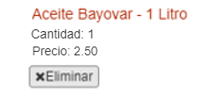 Aceite Bayovar - 1 Litro
Cantidad: 1
Precio: 2.50
✖Eliminar